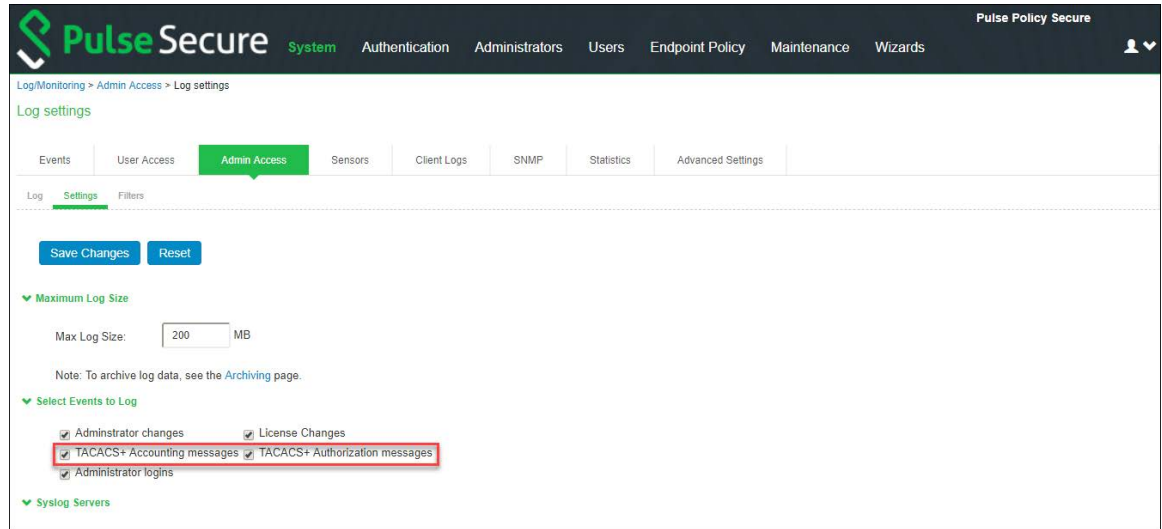 Pulse Policy Secure
Pulse Secure System Authentication Administrators Users Endpoint Policy Maintenance Wizards
Log/Monitoring > Admin Access > Log settings
Log settings
Events User Access Admin Access Sensors Client Logs SNMP Statistics Advanced Settings
Log Settings Filters
Save Changes Reset
Maximum Log Size
Max Log Size: 200 MB
Note: To archive log data, see the Archiving page.
Select Events to Log
Adminstrator changes License Changes
TACACS+ Accounting messages TACACS+ Authorization messages
Administrator logins
Syslog Servers